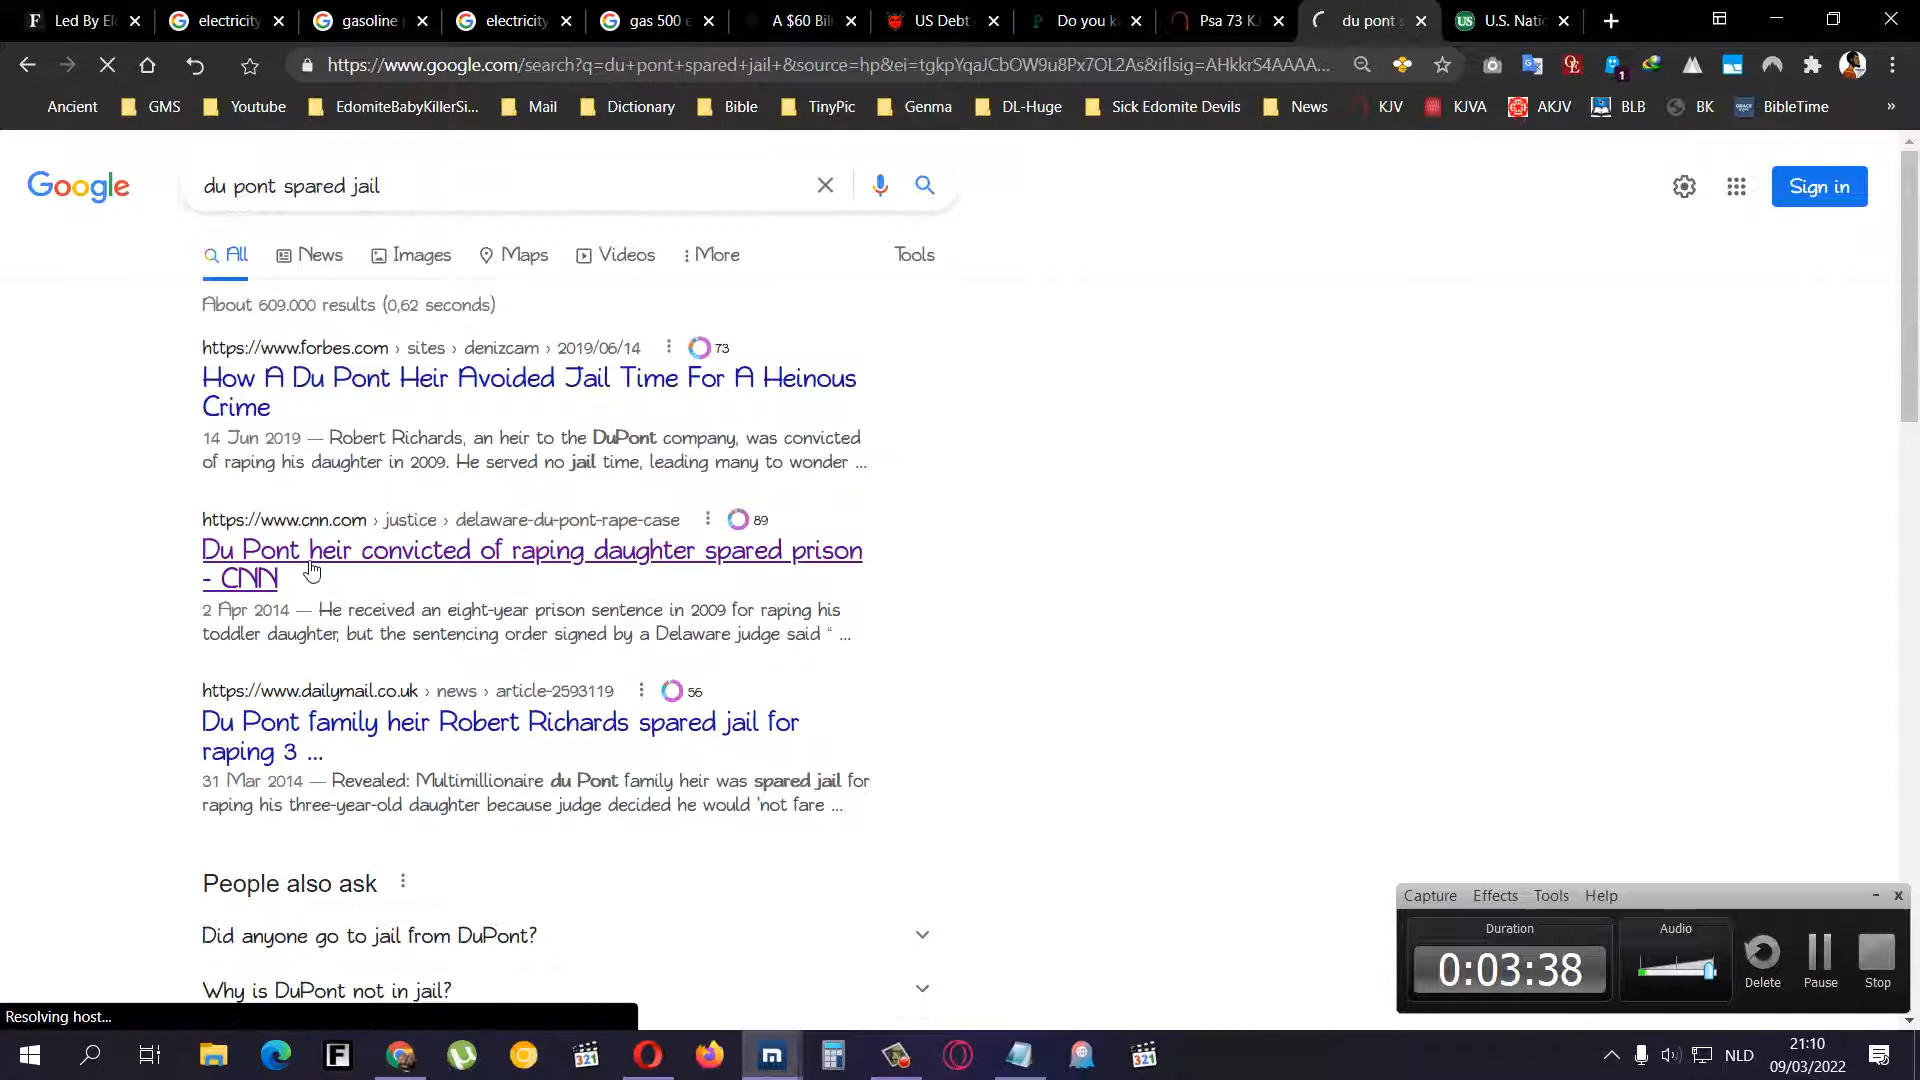 Led By El
electricity
gasoline
electricity
gas 500 e
A $60 Bil
US Debt
Do you k
Psa 73 KJ
du pont s
U.S. Nati
https://www.google.com/search?q=du+pont+spared+jail+&source=hp&ei=tgkpYqaJCbOW9u8Px7OL2As&iflsig=AHkkrS4AAAA...
1
Ancient
GMS
Youtube
EdomiteBabyKillerSi...
Mail
Dictionary
Bible
TinyPic
Genma
DL-Huge
Sick Edomite Devils
News
KJV
KJVA
AKJV
BLB
BK
BibleTime
»
Google
du pont spared jail
Sign in
All
News
Images
Maps
Videos
More
Tools
About 609.000 results (0,62 seconds)
https://www.forbes.com › sites › denizcam › 2019/06/14
73
How A Du Pont Heir Avoided Jail Time For A Heinous
Crime
14 Jun 2019 — Robert Richards, an heir to the DuPont company, was convicted
of raping his daughter in 2009. He served no jail time, leading many to wonder ...
https://www.cnn.com › justice › delaware-du-pont-rape-case
89
Du Pont heir convicted of raping daughter spared prison
- CNN
2 Apr 2014 — He received an eight-year prison sentence in 2009 for raping his
toddler daughter, but the sentencing order signed by a Delaware judge said “ ...
https://www.dailymail.co.uk › news › article-2593119
56
Du Pont family heir Robert Richards spared jail for
raping 3 ...
31 Mar 2014 — Revealed: Multimillionaire du Pont family heir was spared jail for
raping his three-year-old daughter because judge decided he would 'not fare ...
People also ask
Did anyone go to jail from DuPont?
Why is DuPont not in jail?
Capture
Effects
Tools
Help
Duration
0:03:38
Audio
Delete
Pause
Stop
Resolving host...
NLD
21:10
09/03/2022